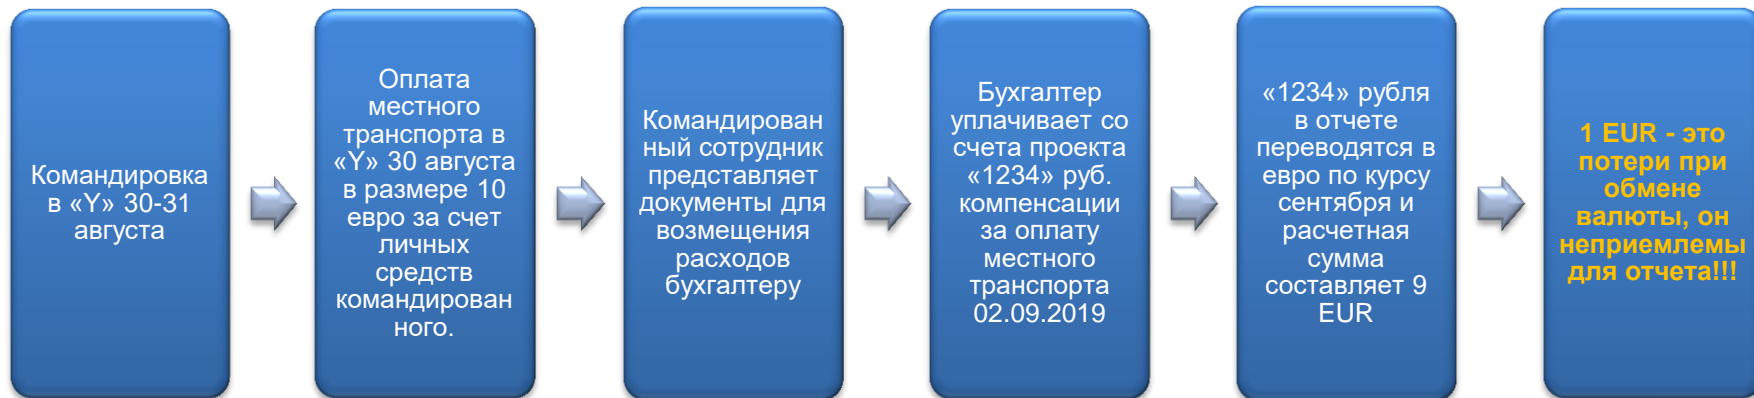 Командировка
в «Y» 30-31
августа
Оплата
местного
транспорта в
«Y» 30 августа
в размере 10
евро за счет
личных
средств
командирован
ного.
Командирован
ный сотрудник
представляет
документы для
возмещения
расходов
бухгалтеру
Бухгалтер
уплачивает со
счета проекта
«1234» руб.
компенсации
за оплату
местного
транспорта
02.09.2019
«1234» рубля
в отчете
переводятся в
евро по курсу
сентября и
расчетная
сумма
составляет 9
EUR
1 EUR - это
потери при
обмене
валюты, он
неприемлемы
для отчета!!!